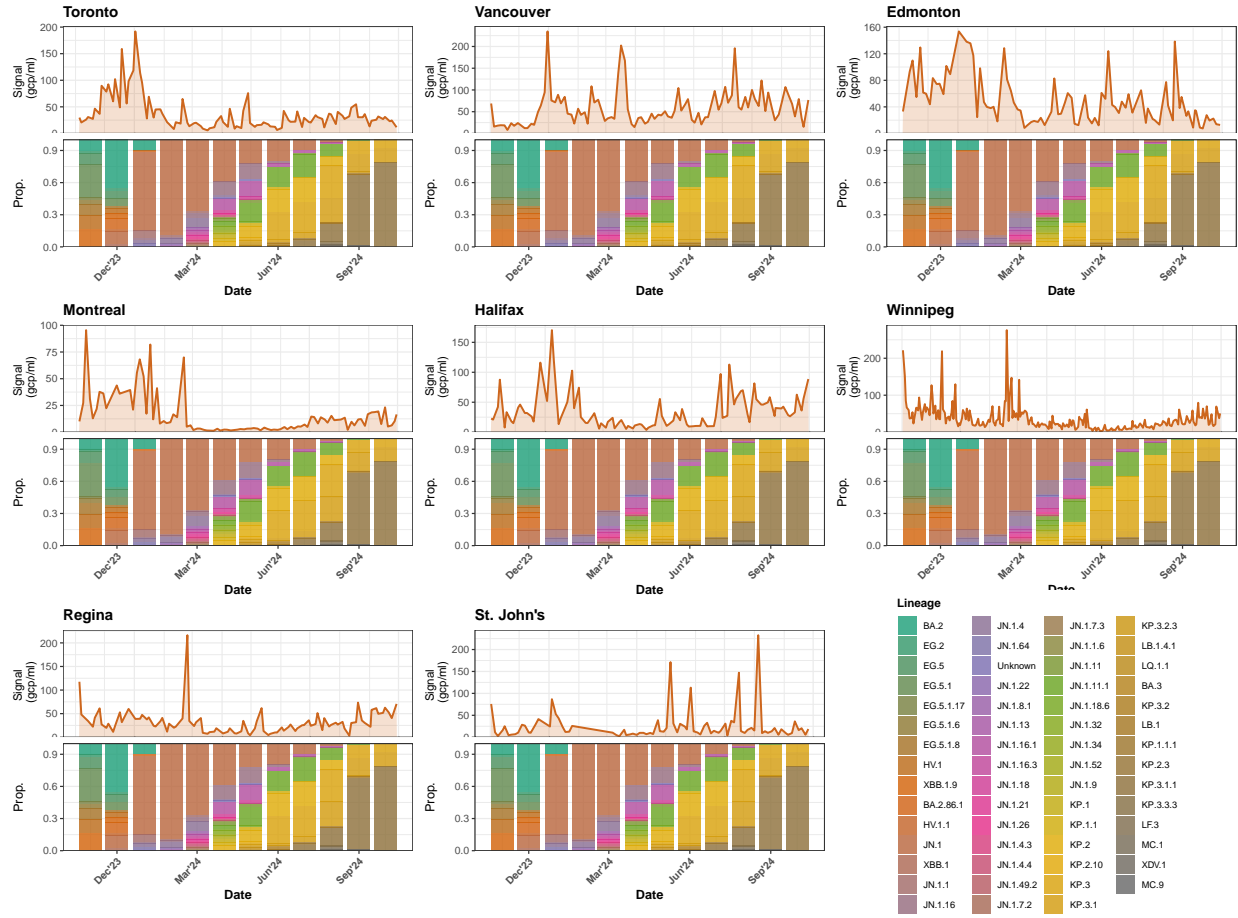 Toronto
Signal
(gcp/ml)
200
150
100
50
0
Prop.
0.9
0.6
0.3
0.0
Dec'23
Mar'24
Jun'24
Sep'24
Date
Vancouver
Signal
(gcp/ml)
200
150
100
50
0
Prop.
0.9
0.6
0.3
0.0
Dec'23
Mar'24
Jun'24
Sep'24
Date
Edmonton
Signal
(gcp/ml)
160
120
80
40
0
Prop.
0.9
0.6
0.3
0.0
Dec'23
Mar'24
Jun'24
Sep'24
Date
Montreal
Signal
(gcp/ml)
100
75
50
25
Prop.
0.9
0.6
0.3
0.0
Dec'23
Mar'24
Jun'24
Sep'24
Date
Halifax
Signal
(gcp/ml)
150
100
50
0
Prop.
0.9
0.6
0.3
0.0
Dec'23
Mar'24
Jun'24
Sep'24
Date
Winnipeg
Signal
(gcp/ml)
200
100
0
Prop.
0.9
0.6
0.3
0.0
Dec'23
Mar'24
Jun'24
Sep'24
Date
Regina
Signal
(gcp/ml)
200
150
100
50
0
Prop.
0.9
0.6
0.3
0.0
Dec'23
Mar'24
Jun'24
Sep'24
Date
St. John's
Signal
(gcp/ml)
200
150
100
50
0
Prop.
0.9
0.6
0.3
0.0
Dec'23
Mar'24
Jun'24
Sep'24
Date
Lineage
BA.2
EG.2
EG.5
EG.5.1
EG.5.1.17
EG.5.1.6
EG.5.1.8
HV.1
XBB.1.9
BA.2.86.1
HV.1.1
JN.1
XBB.1
JN.1.1
JN.1.16
JN.1.4
JN.1.64
Unknown
JN.1.22
JN.1.8.1
JN.1.13
JN.1.16.1
JN.1.16.3
JN.1.18
JN.1.21
JN.1.26
JN.1.4.3
JN.1.4.4
JN.1.49.2
JN.1.7.2
JN.1.7.3
JN.1.1.6
JN.1.11
JN.1.11.1
JN.1.18.6
JN.1.32
JN.1.34
JN.1.52
JN.1.9
KP.1
KP.1.1
KP.2
KP.2.10
KP.3
KP.3.1
KP.3.2.3
LB.1.4.1
LQ.1.1
BA.3
KP.3.2
LB.1
KP.1.1.1
KP.2.3
KP.3.1.1
KP.3.3.3
LF.3
MC.1
XDV.1
MC.9